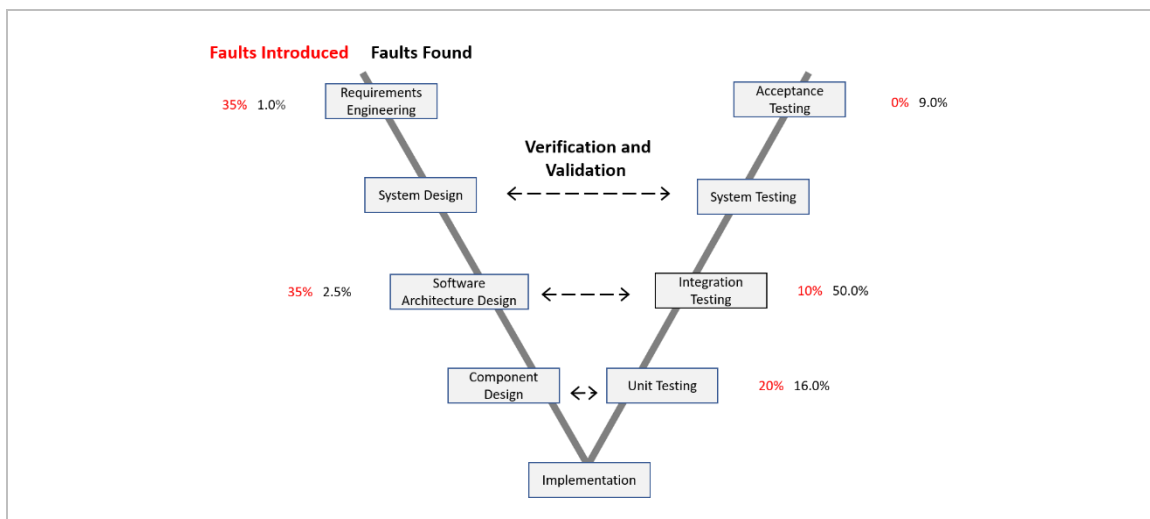 Faults Introduced Faults Found
Requirements
Engineering
35% 1.0%
Acceptance
Testing
0% 9.0%
Verification and
Validation
System Design
System Testing
Software
Architecture Design
35% 2.5%
Integration
Testing
10% 50.0%
Component
Design
Unit Testing
20% 16.0%
Implementation